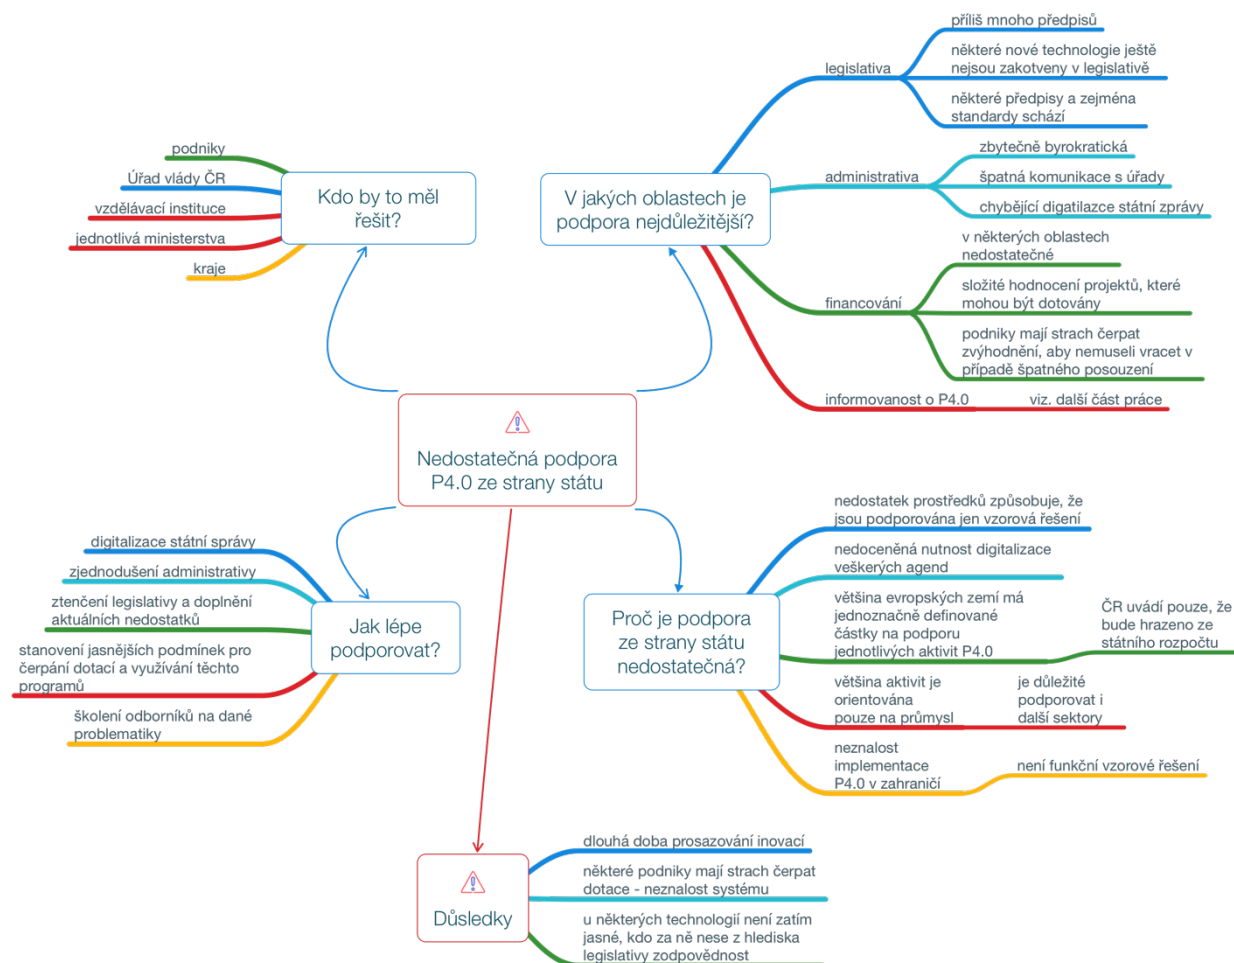 podniky
Úřad vlády ČR
vzdělávací instituce
jednotlivá ministerstva
kraje
Kdo by to měl
řešit?
V jakých oblastech je
podpora nejdůležitější?
legislativa
příliš mnoho předpisů
některé nové technologie ještě
nejsou zakotveny v legislativě
některé předpisy a zejména
standardy schází
administrativa
zbytečně byrokratická
špatná komunikace s úřady
chybějící digatilazce státní zprávy
financování
v některých oblastech
nedostatečné
složité hodnocení projektů, které
mohou být dotovány
podniky mají strach čerpat
zvýhodnění, aby nemuseli vracet v
případě špatného posouzení
informovanost o P4.0
viz. další část práce
Nedostatečná podpora
P4.0 ze strany státu
digitalizace státní správy
zjednodušení administrativy
ztenčení legislativy a doplnění
aktuálních nedostatků
stanovení jasnějších podmínek pro
čerpání dotací a využívání těchto
programů
školení odborníků na dané
problematiky
Jak lépe
podporovat?
Proč je podpora
ze strany státu
nedostatečná?
nedostatek prostředků způsobuje, že
jsou podporována jen vzorová řešení
nedoceněná nutnost digitalizace
veškerých agend
většina evropských zemí má
jednoznačně definované
částky na podporu
jednotlivých aktivit P4.0
ČR uvádí pouze, že
bude hrazeno ze
státního rozpočtu
většina aktivit je
orientována
pouze na průmysl
je důležité
podporovat i
další sektory
neznalost
implementace
P4.0 v zahraničí
není funkční vzorové řešení
Důsledky
dlouhá doba prosazování inovací
některé podniky mají strach čerpat
dotace - neznalost systému
u některých technologií není zatím
jasné, kdo za ně nese z hlediska
legislativy zodpovědnost